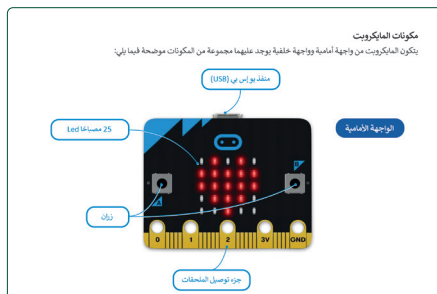 مكونات المايكروبت
يتكون المايكروبت من واجهة أمامية وواجهة خلفية يوجد عليهما مجموعة من المكونات موضحة فيما يلي:
منفذ يو إس بي (USB)
الواجهة الأمامية
25 مصباحًا Led
B
A
زران
0 1 2 3V GND
جزء توصيل الملحقات